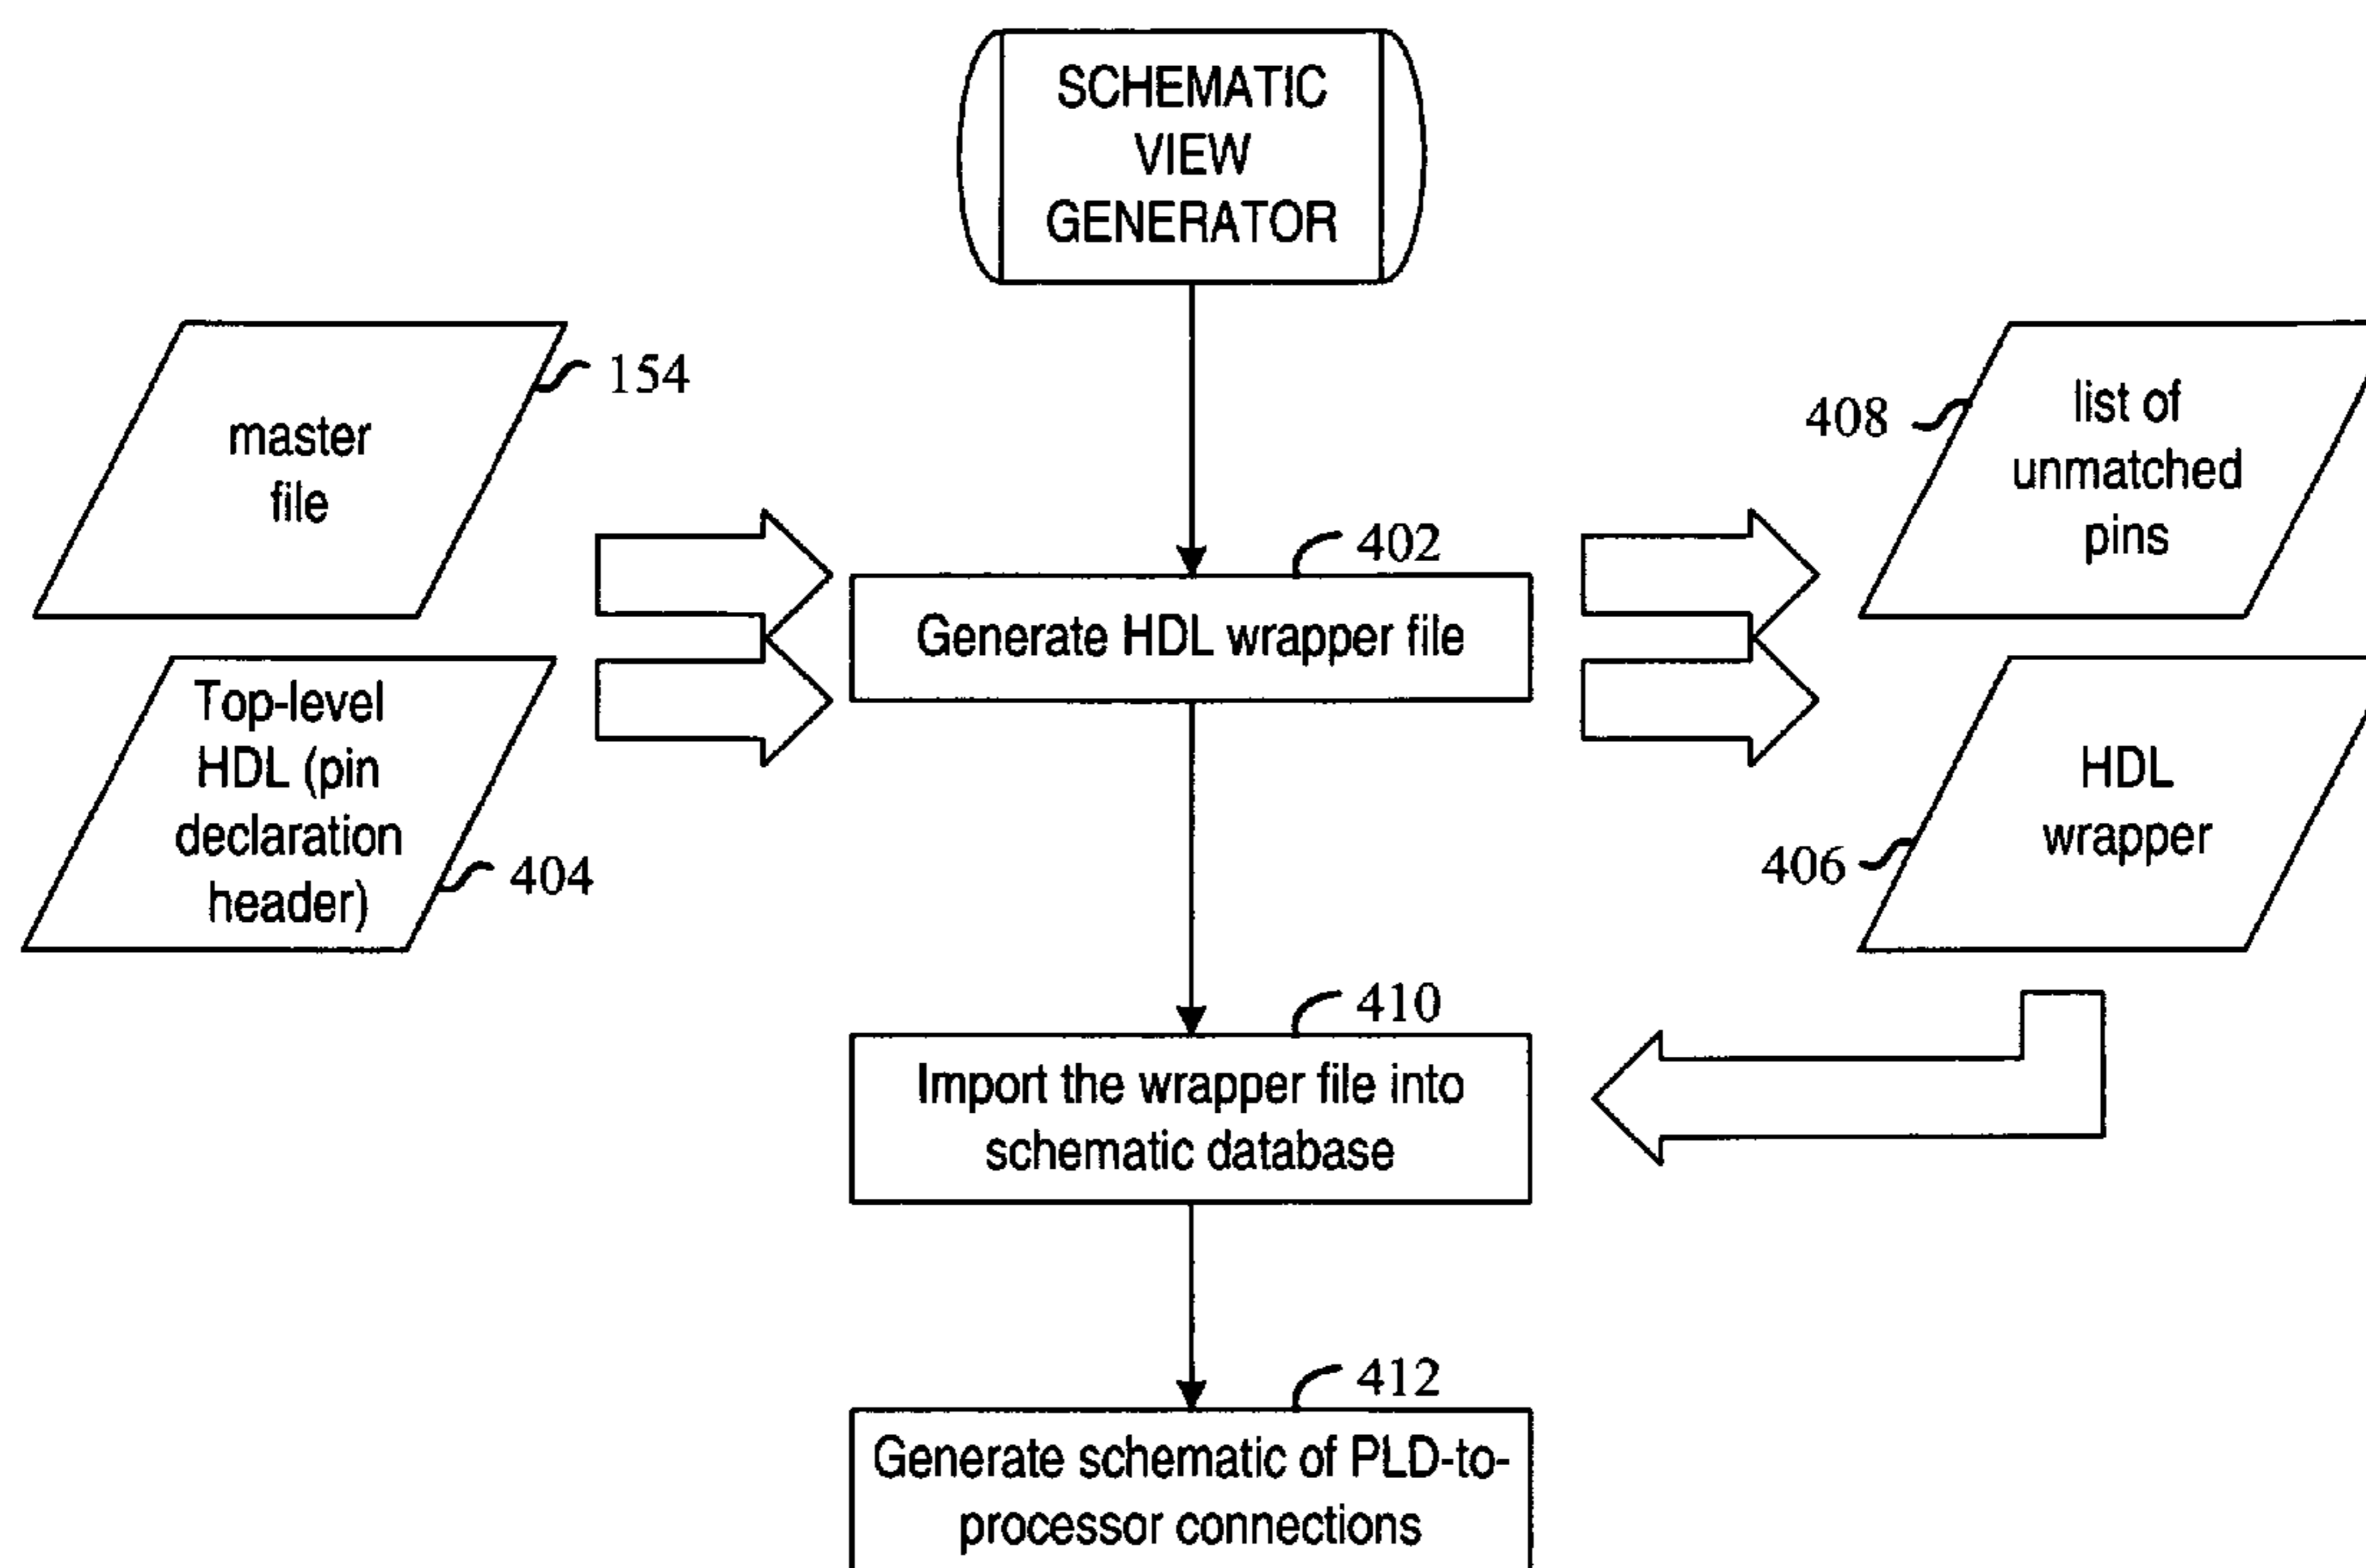 SCHEMATIC
VIEW
GENERATOR
master
file
154
Top-level
HDL (pin
declaration
header)
404
402
Generate HDL wrapper file
408
list of
unmatched
pins
HDL
wrapper
406
410
Import the wrapper file into
schematic database
412
Generate schematic of PLD-to-
processor connections